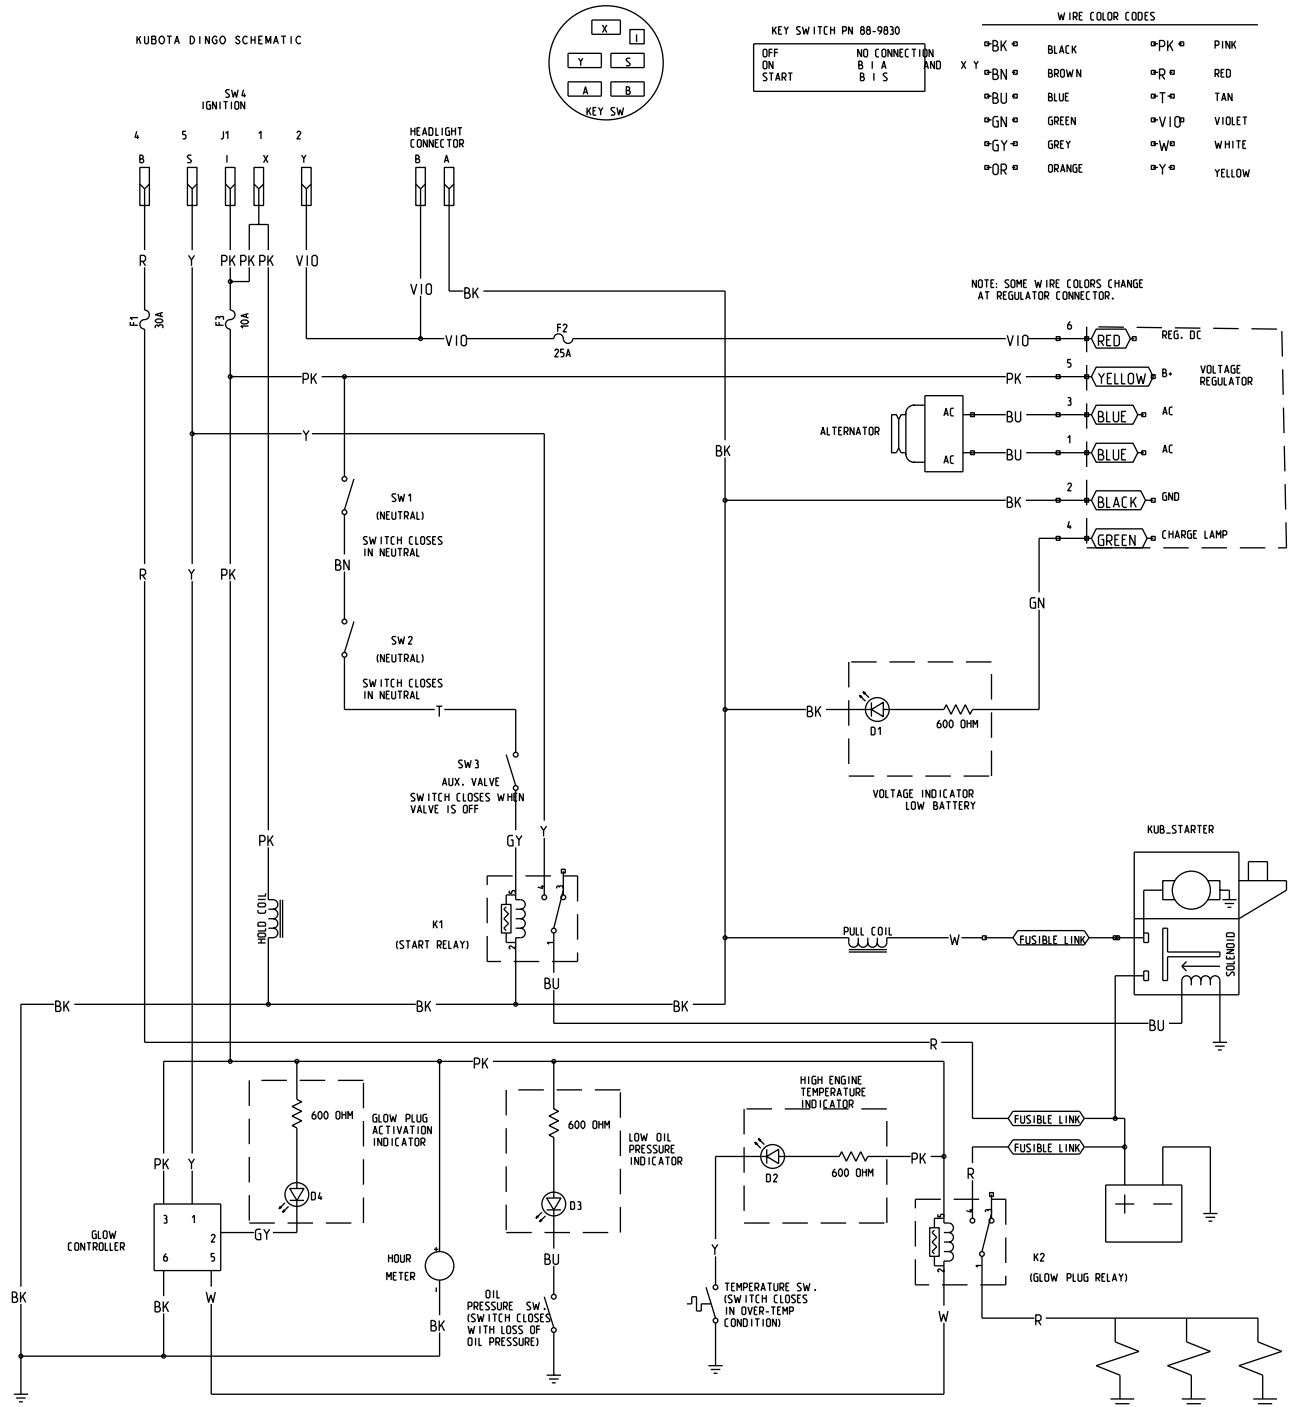 KUBOTA DINGO SCHEMATIC
X
I
Y
S
A
B
KEY SW
KEY SWITCH PN 88-9830
OFF NO CONNECTION
ON B I A AND X Y
START B I S
WIRE COLOR CODES
BK BLACK
PK PINK
BN BROWN
R RED
BU BLUE
T TAN
GN GREEN
VIO VIOLET
GY GREY
W WHITE
OR ORANGE
Y YELLOW
SW4
IGNITION
4 5 J1 1 2
B S I X Y
HEADLIGHT
CONNECTOR
B A
R Y PK PK PK VIO
VIO
BK
NOTE: SOME WIRE COLORS CHANGE
AT REGULATOR CONNECTOR.
F1
30A
F3
10A
VIO
F2
25A
VIO
6
RED
REG. DC
PK
PK
5
YELLOW
B+
VOLTAGE
REGULATOR
ALTERNATOR
AC
BU
3
BLUE
AC
AC
BU
1
BLUE
AC
Y
BK
BK
2
BLACK
GND
4
GREEN
CHARGE LAMP
SW1
(NEUTRAL)
SWITCH CLOSES
IN NEUTRAL
BN
R Y PK
GN
SW2
(NEUTRAL)
SWITCH CLOSES
IN NEUTRAL
T
BK
D1
600 OHM
VOLTAGE INDICATOR
LOW BATTERY
SW3
AUX. VALVE
SWITCH CLOSES WHEN
VALVE IS OFF
PK
GY
Y
KUB_STARTER
HOLD COIL
K1
(START RELAY)
5
4
3
2
1
BU
PULL COIL
W
FUSIBLE LINK
SOLENOID
BK
BK
BK
BU
R
PK
600 OHM
GLOW PLUG
ACTIVATION
INDICATOR
D4
600 OHM
LOW OIL
PRESSURE
INDICATOR
D3
HIGH ENGINE
TEMPERATURE
INDICATOR
D2
600 OHM
PK
FUSIBLE LINK
FUSIBLE LINK
R
+ -
PK
Y
GLOW
CONTROLLER
3 1
2
6 5
GY
HOUR
METER
+
-
BU
OIL
PRESSURE SW.
(SWITCH CLOSES
WITH LOSS OF
OIL PRESSURE)
Y
TEMPERATURE SW.
(SWITCH CLOSES
IN OVER-TEMP
CONDITION)
5
4
3
2
1
K2
(GLOW PLUG RELAY)
BK
BK
W
BK
W
R